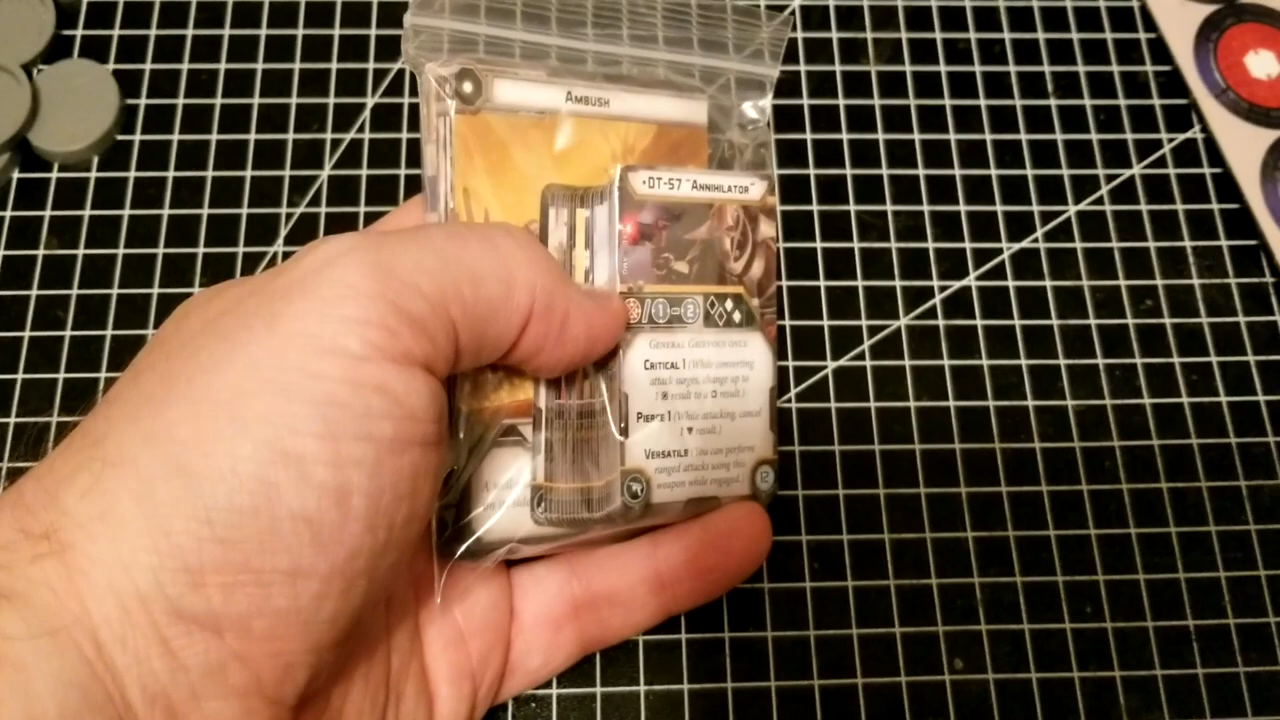 AMBUSH
•DT-57 "ANNIHILATOR"
1-2
GENERAL GRIEVOUS ONLY
CRITICAL 1 (While converting
attack surges, change up to
1 result to a result.)
PIERCE 1 (While attacking, cancel
1 result.)
VERSATILE (You can perform
ranged attacks using this
weapon while engaged.)
12